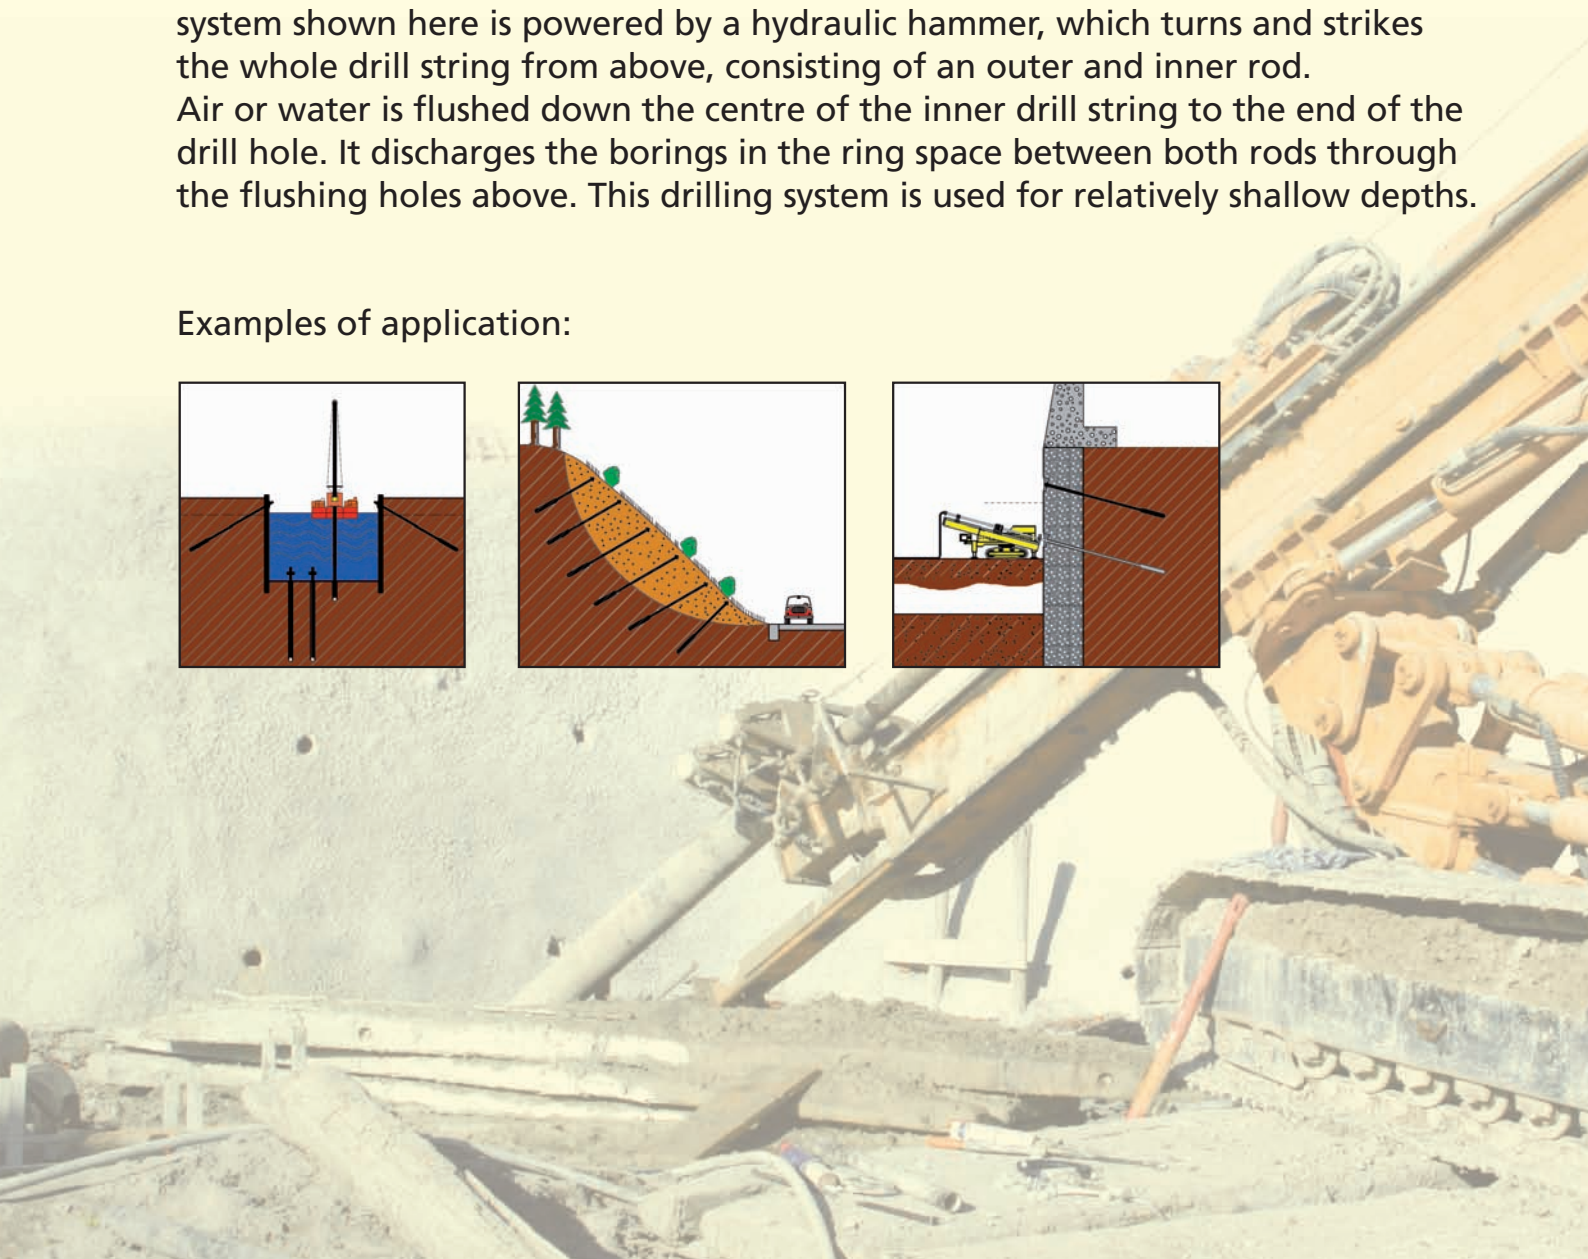 system shown here is powered by a hydraulic hammer, which turns and strikes
the whole drill string from above, consisting of an outer and inner rod.
Air or water is flushed down the centre of the inner drill string to the end of the
drill hole. It discharges the borings in the ring space between both rods through
the flushing holes above. This drilling system is used for relatively shallow depths.
Examples of application: